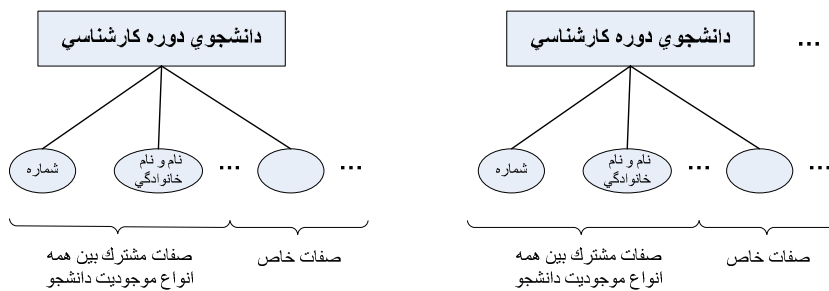 دانشجوي دوره كارشناسي
شماره
نام و نام
خانوادگي
...
...
صفات مشترك بين همه
انواع موجوديت دانشجو
صفات خاص
دانشجوي دوره كارشناسي
...
شماره
نام و نام
خانوادگي
...
...
صفات مشترك بين همه
انواع موجوديت دانشجو
صفات خاص